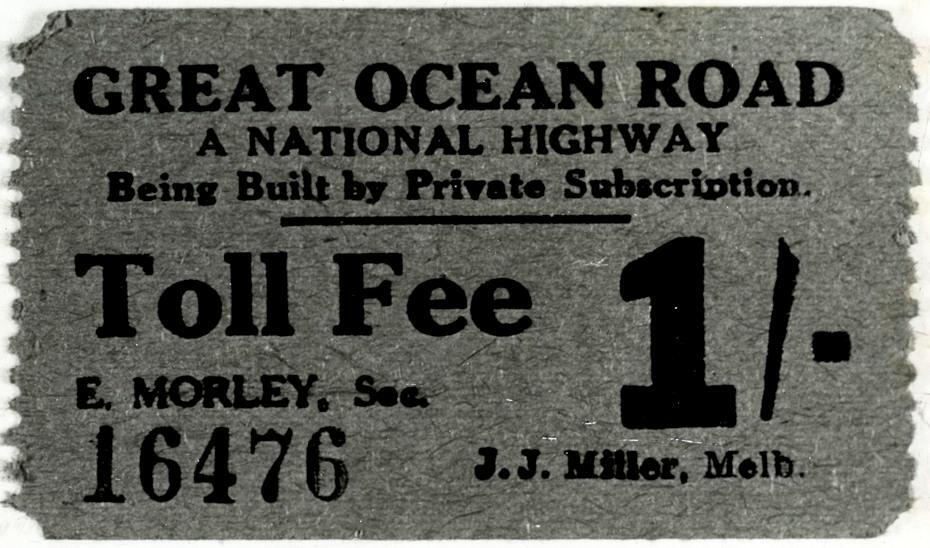 GREAT OCEAN ROAD
A NATIONAL HIGHWAY
Being Built by Private Subscription.
Toll Fee 1/-
E. MORLEY, Sec.
16476
J. J. Miller, Melb.